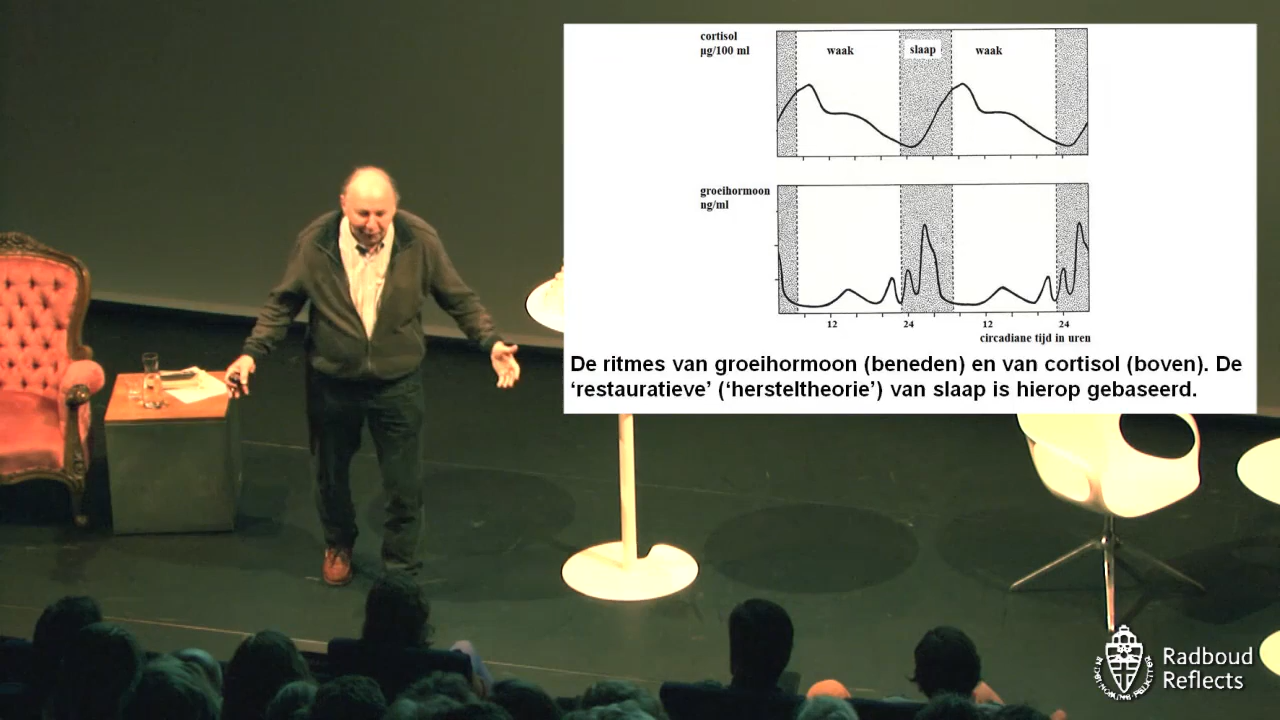 cortisol
µg/100 ml
waak
slaap
waak
groeihormoon
ng/ml
12
24
12
24
circadiane tijd in uren
De ritmes van groeihormoon (beneden) en van cortisol (boven). De
‘restauratieve’ (‘hersteltheorie’) van slaap is hierop gebaseerd.
Radboud
Reflects